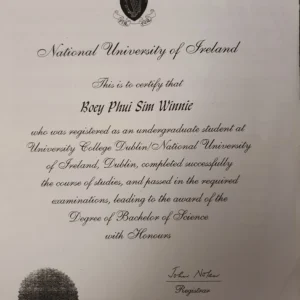 National University of Ireland
This is to certify that
Boey Phui Sim Winnie
who was registered as an undergraduate student at
University College Dublin/National University
of Ireland, Dublin, completed successfully
the course of studies, and passed in the required
examinations, leading to the award of the
Degree of Bachelor of Science
with Honours
John Nolan
Registrar